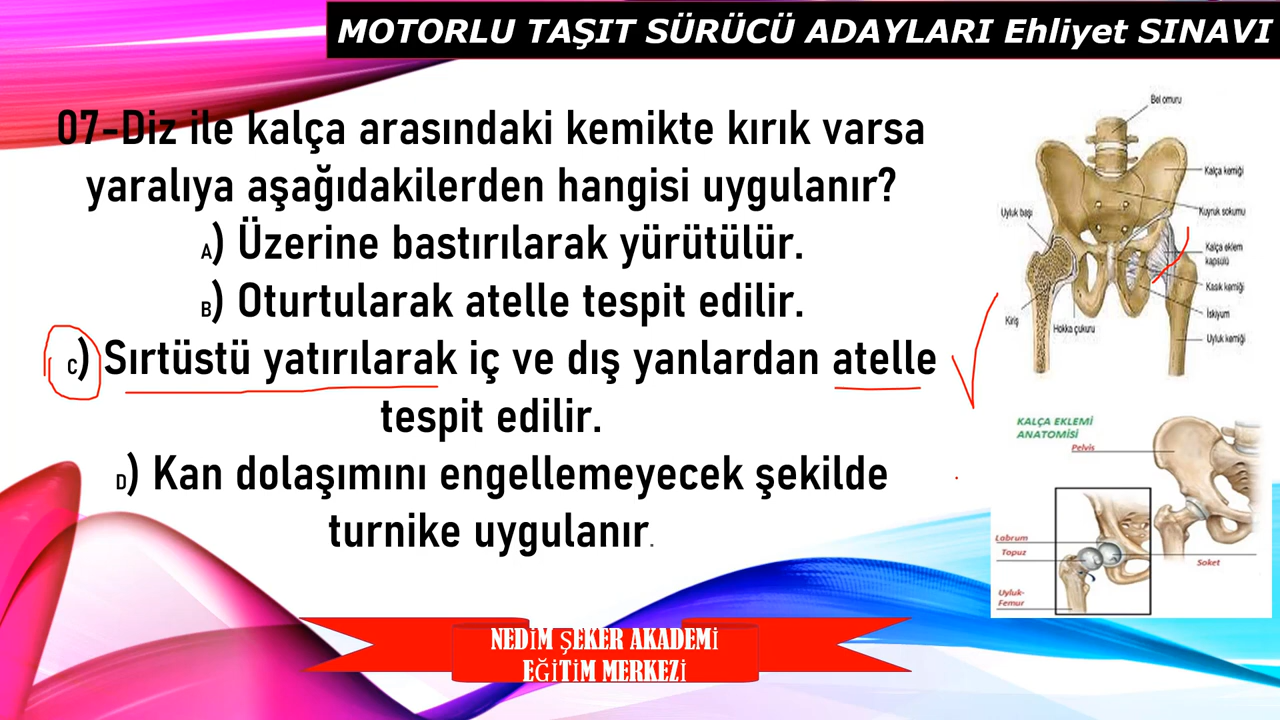 MOTORLU TAŞIT SÜRÜCÜ ADAYLARI Ehliyet SINAVI
07-Diz ile kalça arasındaki kemikte kırık varsa
yaralıya aşağıdakilerden hangisi uygulanır?
A) Üzerine bastırılarak yürütülür.
B) Oturtularak atelle tespit edilir.
C) Sırtüstü yatırılarak iç ve dış yanlardan atelle
tespit edilir.
D) Kan dolaşımını engellemeyecek şekilde
turnike uygulanır.
Bel omuru
Kalça kemiği
Uyluk başı
Kuyruk sokumu
Kalça eklem
kapsülü
Kasık kemiği
Kiriş
Hokka çukuru
İskiyum
Uyluk kemiği
KALÇA EKLEMİ
ANATOMİSİ
Pelvis
Labrum
Topuz
Soket
Uyluk-
Femur
NEDİM ŞEKER AKADEMİ
EĞİTİM MERKEZİ